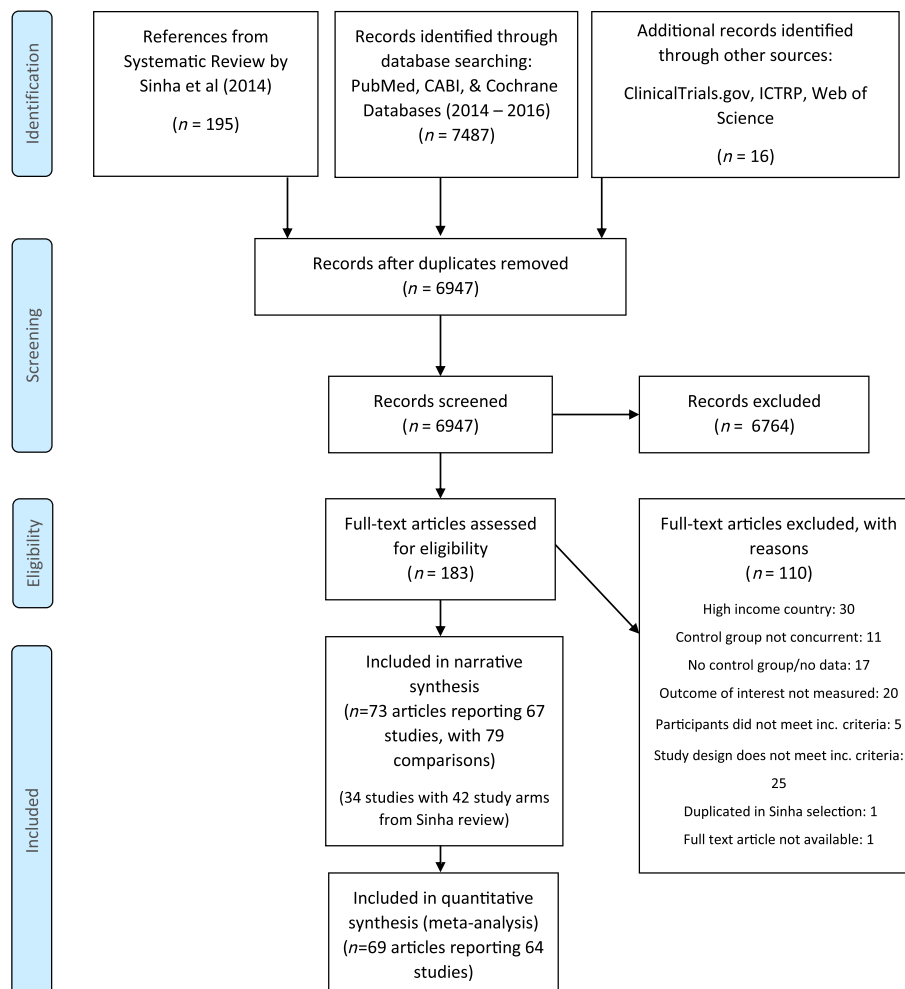 Identification
References from
Systematic Review by
Sinha et al (2014)
(n = 195)
Records identified through
database searching:
PubMed, CABI, & Cochrane
Databases (2014 – 2016)
(n = 7487)
Additional records identified
through other sources:
ClinicalTrials.gov, ICTRP, Web of
Science
(n = 16)
Screening
Records after duplicates removed
(n = 6947)
Records screened
(n = 6947)
Records excluded
(n =  6764)
Eligibility
Full-text articles assessed
for eligibility
(n = 183)
Full-text articles excluded, with
reasons
(n = 110)
High income country: 30
Control group not concurrent: 11
No control group/no data: 17
Outcome of interest not measured: 20
Participants did not meet inc. criteria: 5
Study design does not meet inc. criteria:
25
Duplicated in Sinha selection: 1
Full text article not available: 1
Included
Included in narrative
synthesis
(n=73 articles reporting 67
studies, with 79
comparisons)
(34 studies with 42 study arms
from Sinha review)
Included in quantitative
synthesis (meta-analysis)
(n=69 articles reporting 64
studies)